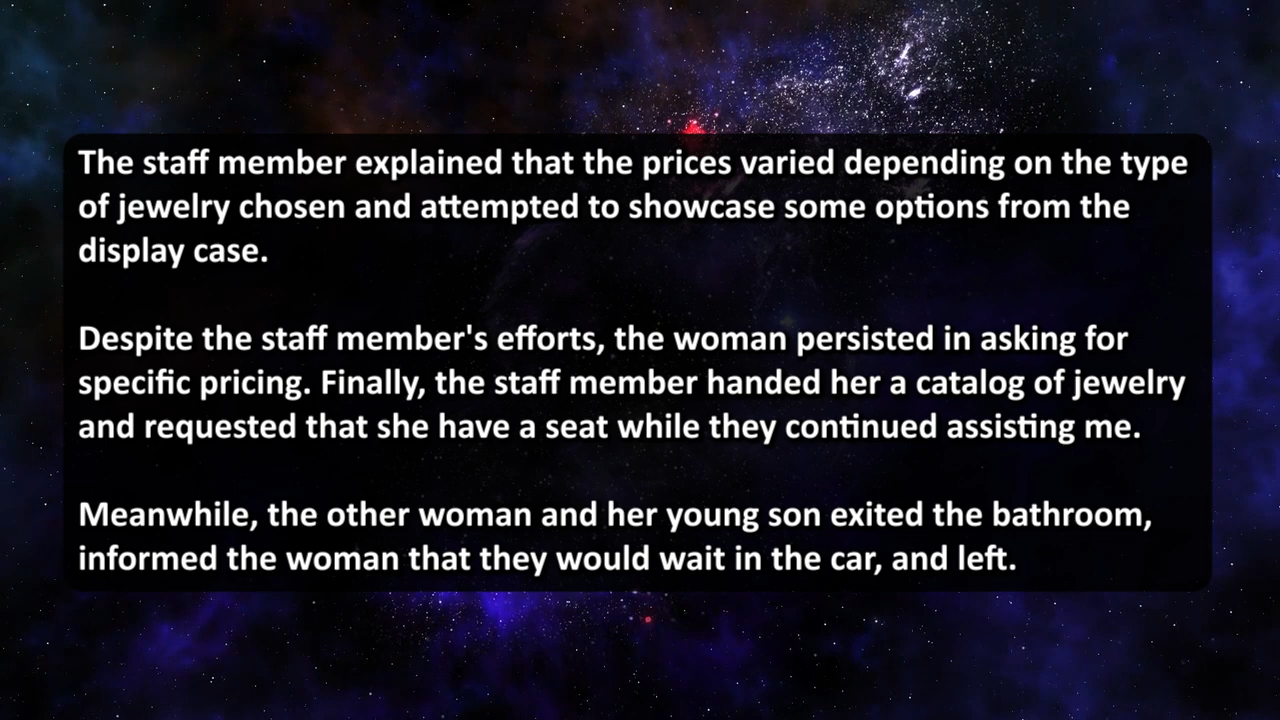 The staff member explained that the prices varied depending on the type
of jewelry chosen and attempted to showcase some options from the
display case.
Despite the staff member's efforts, the woman persisted in asking for
specific pricing. Finally, the staff member handed her a catalog of jewelry
and requested that she have a seat while they continued assisting me.
Meanwhile, the other woman and her young son exited the bathroom,
informed the woman that they would wait in the car, and left.